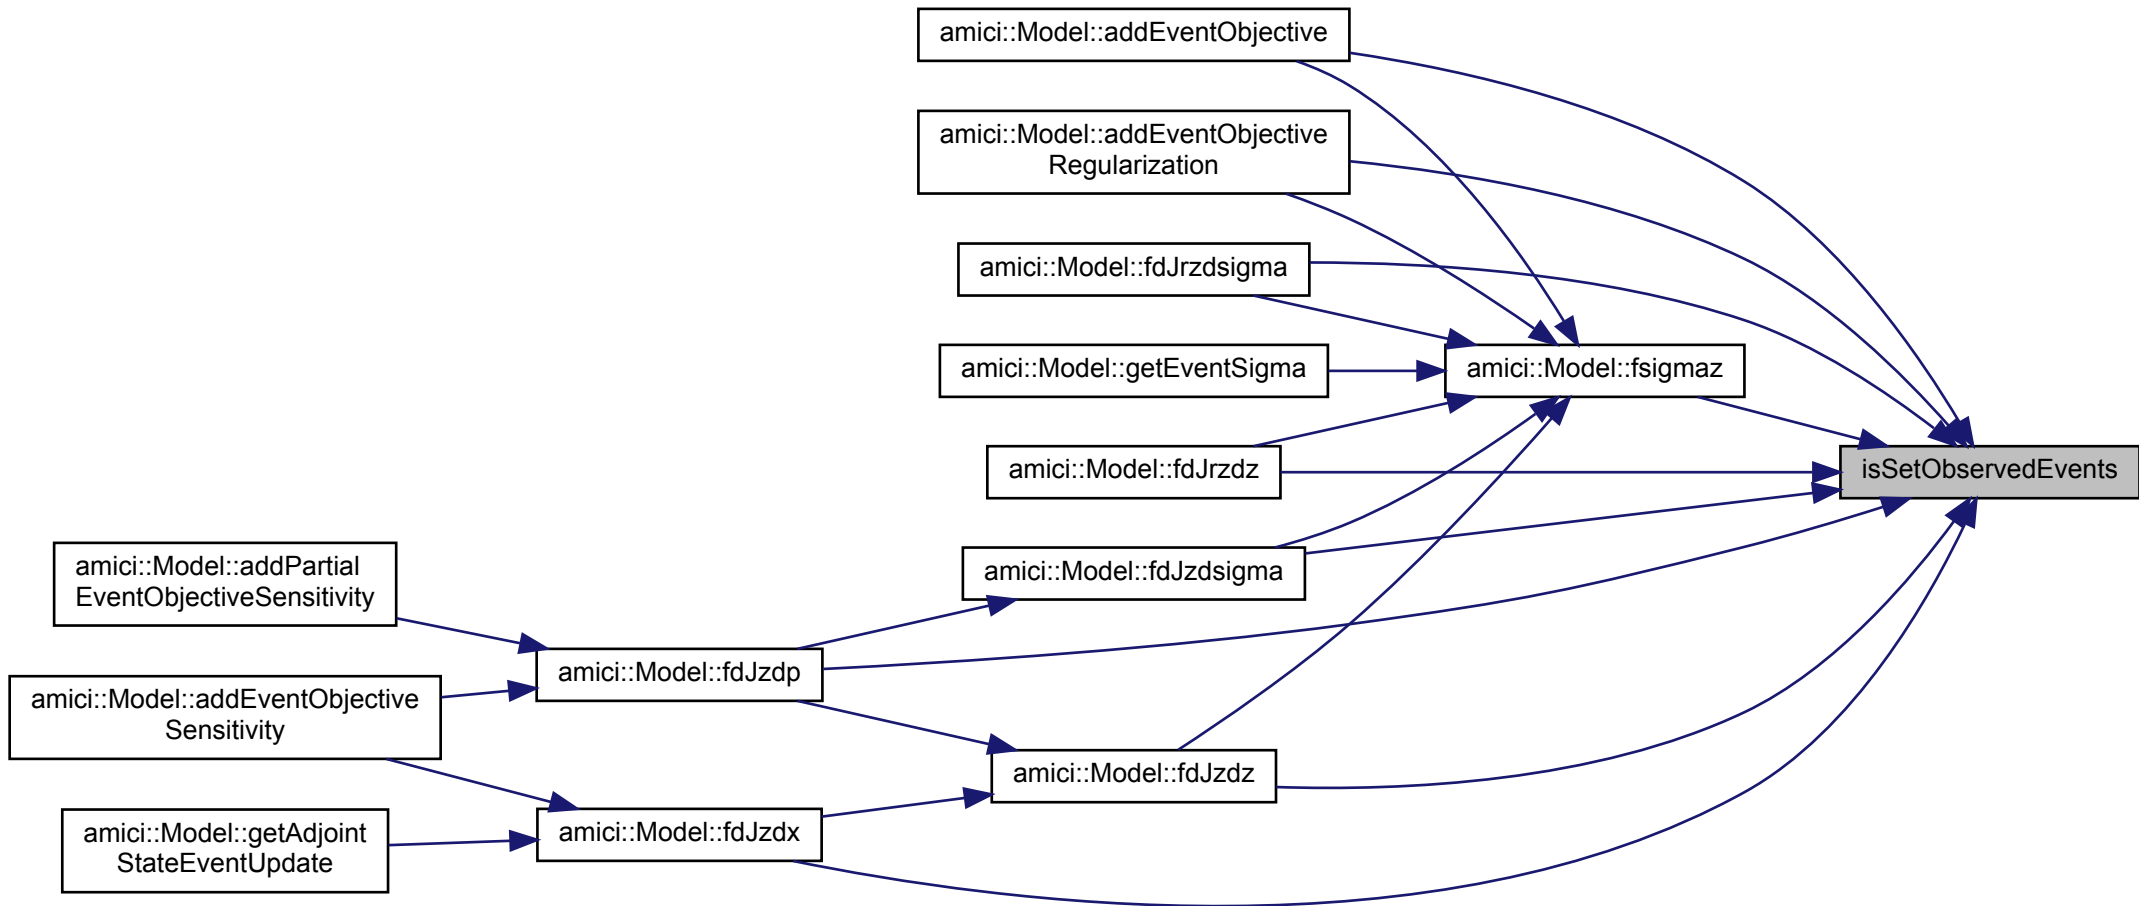 amici::Model::addEventObjective
amici::Model::addEventObjective
Regularization
amici::Model::fdJrzdsigma
amici::Model::getEventSigma
amici::Model::fsigmaz
amici::Model::fdJrzdz
isSetObservedEvents
amici::Model::addPartial
EventObjectiveSensitivity
amici::Model::fdJzdsigma
amici::Model::fdJzdp
amici::Model::addEventObjective
Sensitivity
amici::Model::fdJzdz
amici::Model::getAdjoint
StateEventUpdate
amici::Model::fdJzdx